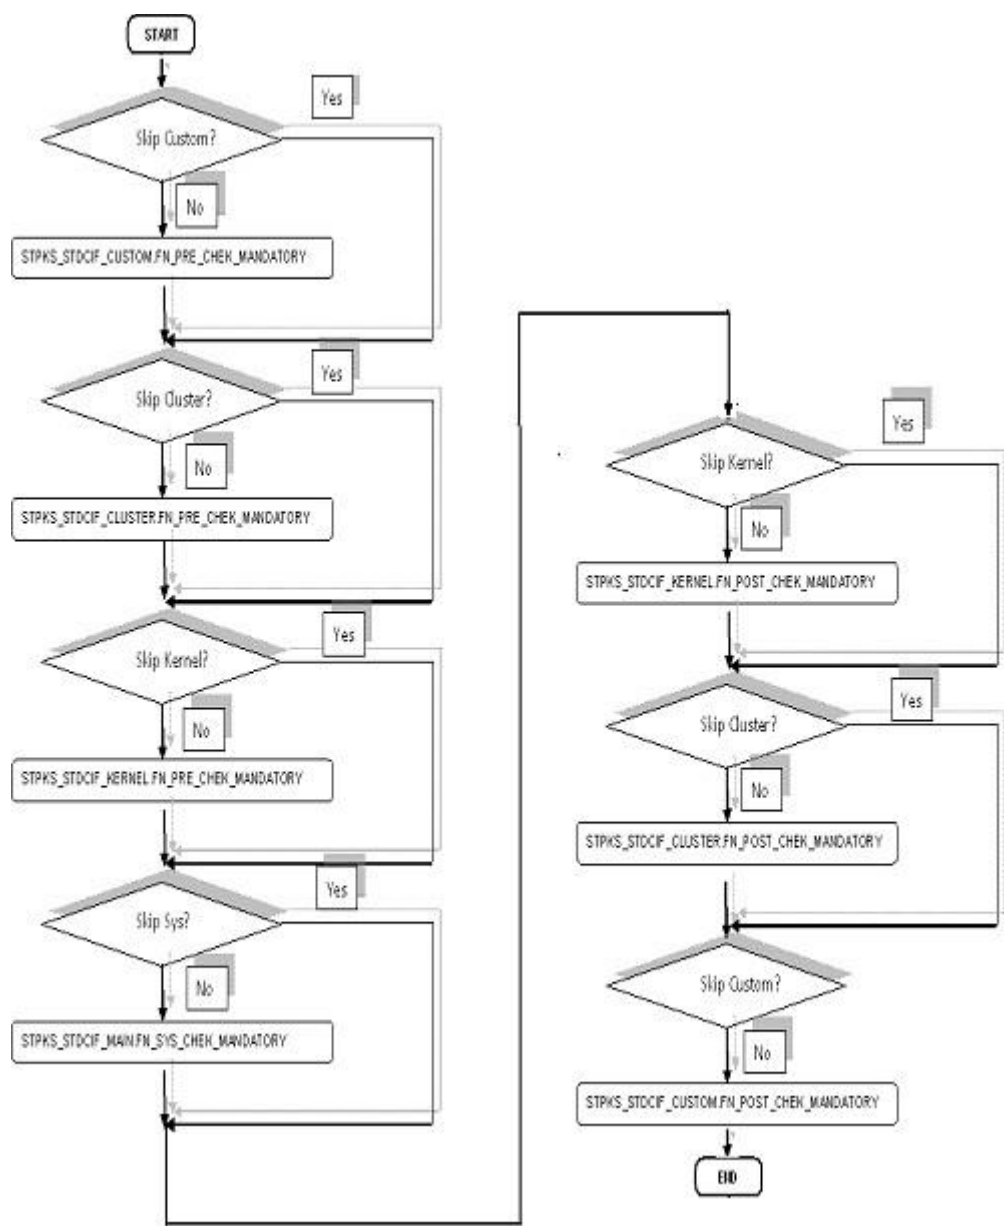 START
Yes
Skip Custom?
No
STPKS_STDCIF_CUSTOM.FN_PRE_CHEK_MANDATORY
Yes
Skip Cluster?
No
STPKS_STDCIF_CLUSTER.FN_PRE_CHEK_MANDATORY
Yes
Skip Kernel?
No
STPKS_STDCIF_KERNEL.FN_PRE_CHEK_MANDATORY
Yes
Skip Sys?
No
STPKS_STDCIF_MAIN.FN_SYS_CHEK_MANDATORY
Yes
Skip Kernel?
No
STPKS_STDCIF_KERNEL.FN_POST_CHEK_MANDATORY
Yes
Skip Cluster?
No
STPKS_STDCIF_CLUSTER.FN_POST_CHEK_MANDATORY
Skip Custom?
No
STPKS_STDCIF_CUSTOM.FN_POST_CHEK_MANDATORY
END